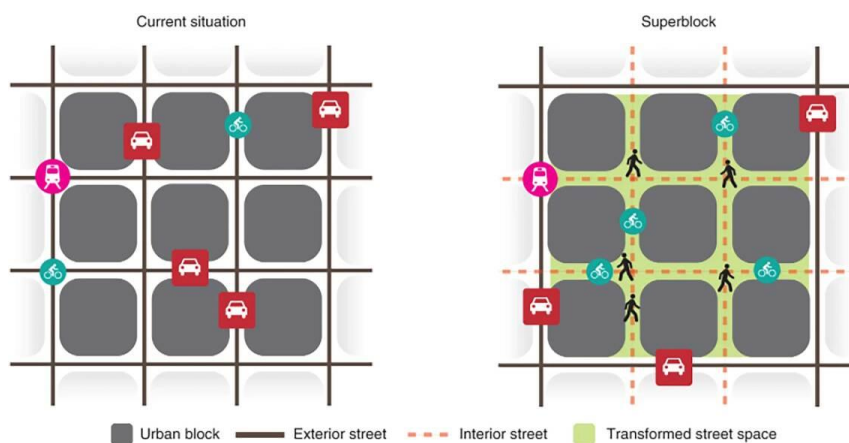 Current situation
Superblock
Urban block
Exterior street
Interior street
Transformed street space